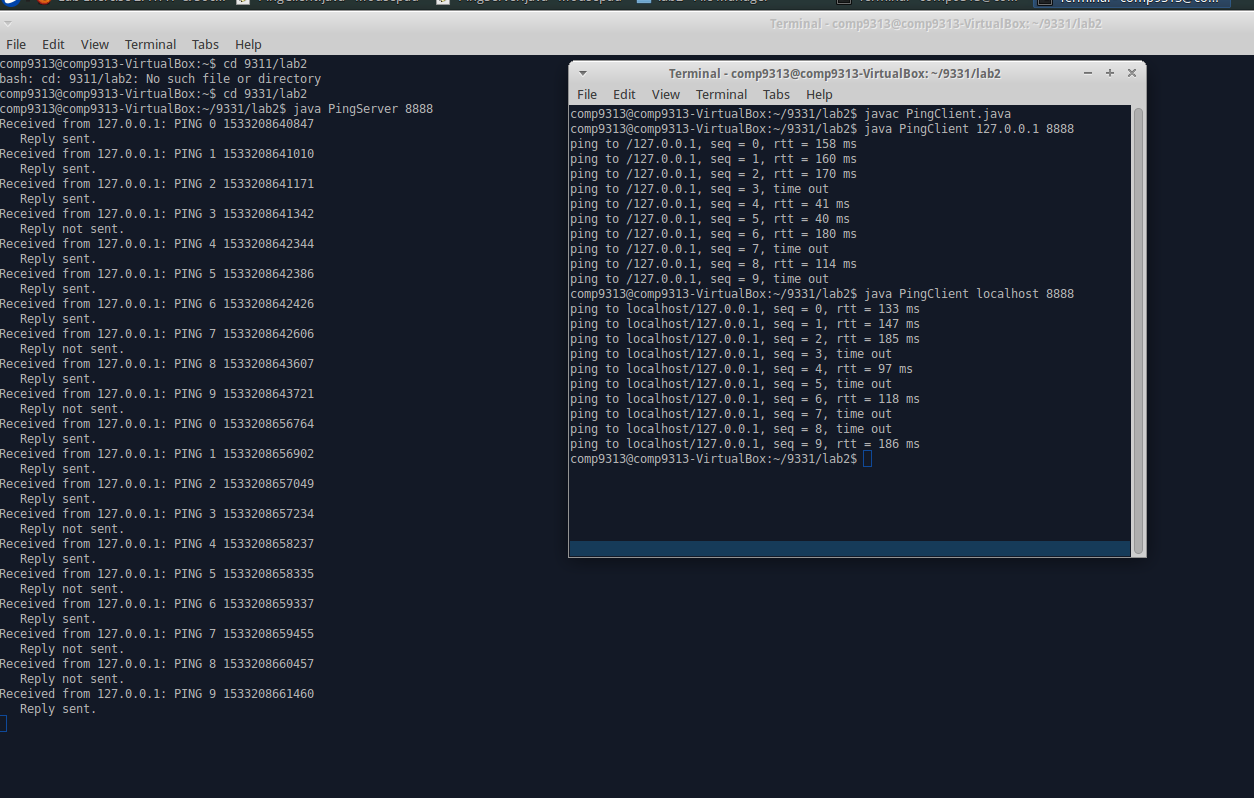 Terminal - comp9313@comp9313-VirtualBox: ~/9331/lab2
File Edit View Terminal Tabs Help
comp9313@comp9313-VirtualBox:~$ cd 9311/lab2
bash: cd: 9311/lab2: No such file or directory
comp9313@comp9313-VirtualBox:~$ cd 9331/lab2
comp9313@comp9313-VirtualBox:~/9331/lab2$ java PingServer 8888
Received from 127.0.0.1: PING 0 1533208640847
Reply sent.
Received from 127.0.0.1: PING 1 1533208641010
Reply sent.
Received from 127.0.0.1: PING 2 1533208641171
Reply sent.
Received from 127.0.0.1: PING 3 1533208641342
Reply not sent.
Received from 127.0.0.1: PING 4 1533208642344
Reply sent.
Received from 127.0.0.1: PING 5 1533208642386
Reply sent.
Received from 127.0.0.1: PING 6 1533208642426
Reply sent.
Received from 127.0.0.1: PING 7 1533208642606
Reply not sent.
Received from 127.0.0.1: PING 8 1533208643607
Reply sent.
Received from 127.0.0.1: PING 9 1533208643721
Reply not sent.
Received from 127.0.0.1: PING 0 1533208656764
Reply sent.
Received from 127.0.0.1: PING 1 1533208656902
Reply sent.
Received from 127.0.0.1: PING 2 1533208657049
Reply sent.
Received from 127.0.0.1: PING 3 1533208657234
Reply not sent.
Received from 127.0.0.1: PING 4 1533208658237
Reply sent.
Received from 127.0.0.1: PING 5 1533208658335
Reply not sent.
Received from 127.0.0.1: PING 6 1533208659337
Reply sent.
Received from 127.0.0.1: PING 7 1533208659455
Reply not sent.
Received from 127.0.0.1: PING 8 1533208660457
Reply not sent.
Received from 127.0.0.1: PING 9 1533208661460
Reply sent.
Terminal - comp9313@comp9313-VirtualBox: ~/9331/lab2
File Edit View Terminal Tabs Help
comp9313@comp9313-VirtualBox:~/9331/lab2$ javac PingClient.java
comp9313@comp9313-VirtualBox:~/9331/lab2$ java PingClient 127.0.0.1 8888
ping to /127.0.0.1, seq = 0, rtt = 158 ms
ping to /127.0.0.1, seq = 1, rtt = 160 ms
ping to /127.0.0.1, seq = 2, rtt = 170 ms
ping to /127.0.0.1, seq = 3, time out
ping to /127.0.0.1, seq = 4, rtt = 41 ms
ping to /127.0.0.1, seq = 5, rtt = 40 ms
ping to /127.0.0.1, seq = 6, rtt = 180 ms
ping to /127.0.0.1, seq = 7, time out
ping to /127.0.0.1, seq = 8, rtt = 114 ms
ping to /127.0.0.1, seq = 9, time out
comp9313@comp9313-VirtualBox:~/9331/lab2$ java PingClient localhost 8888
ping to localhost/127.0.0.1, seq = 0, rtt = 133 ms
ping to localhost/127.0.0.1, seq = 1, rtt = 147 ms
ping to localhost/127.0.0.1, seq = 2, rtt = 185 ms
ping to localhost/127.0.0.1, seq = 3, time out
ping to localhost/127.0.0.1, seq = 4, rtt = 97 ms
ping to localhost/127.0.0.1, seq = 5, time out
ping to localhost/127.0.0.1, seq = 6, rtt = 118 ms
ping to localhost/127.0.0.1, seq = 7, time out
ping to localhost/127.0.0.1, seq = 8, time out
ping to localhost/127.0.0.1, seq = 9, rtt = 186 ms
comp9313@comp9313-VirtualBox:~/9331/lab2$